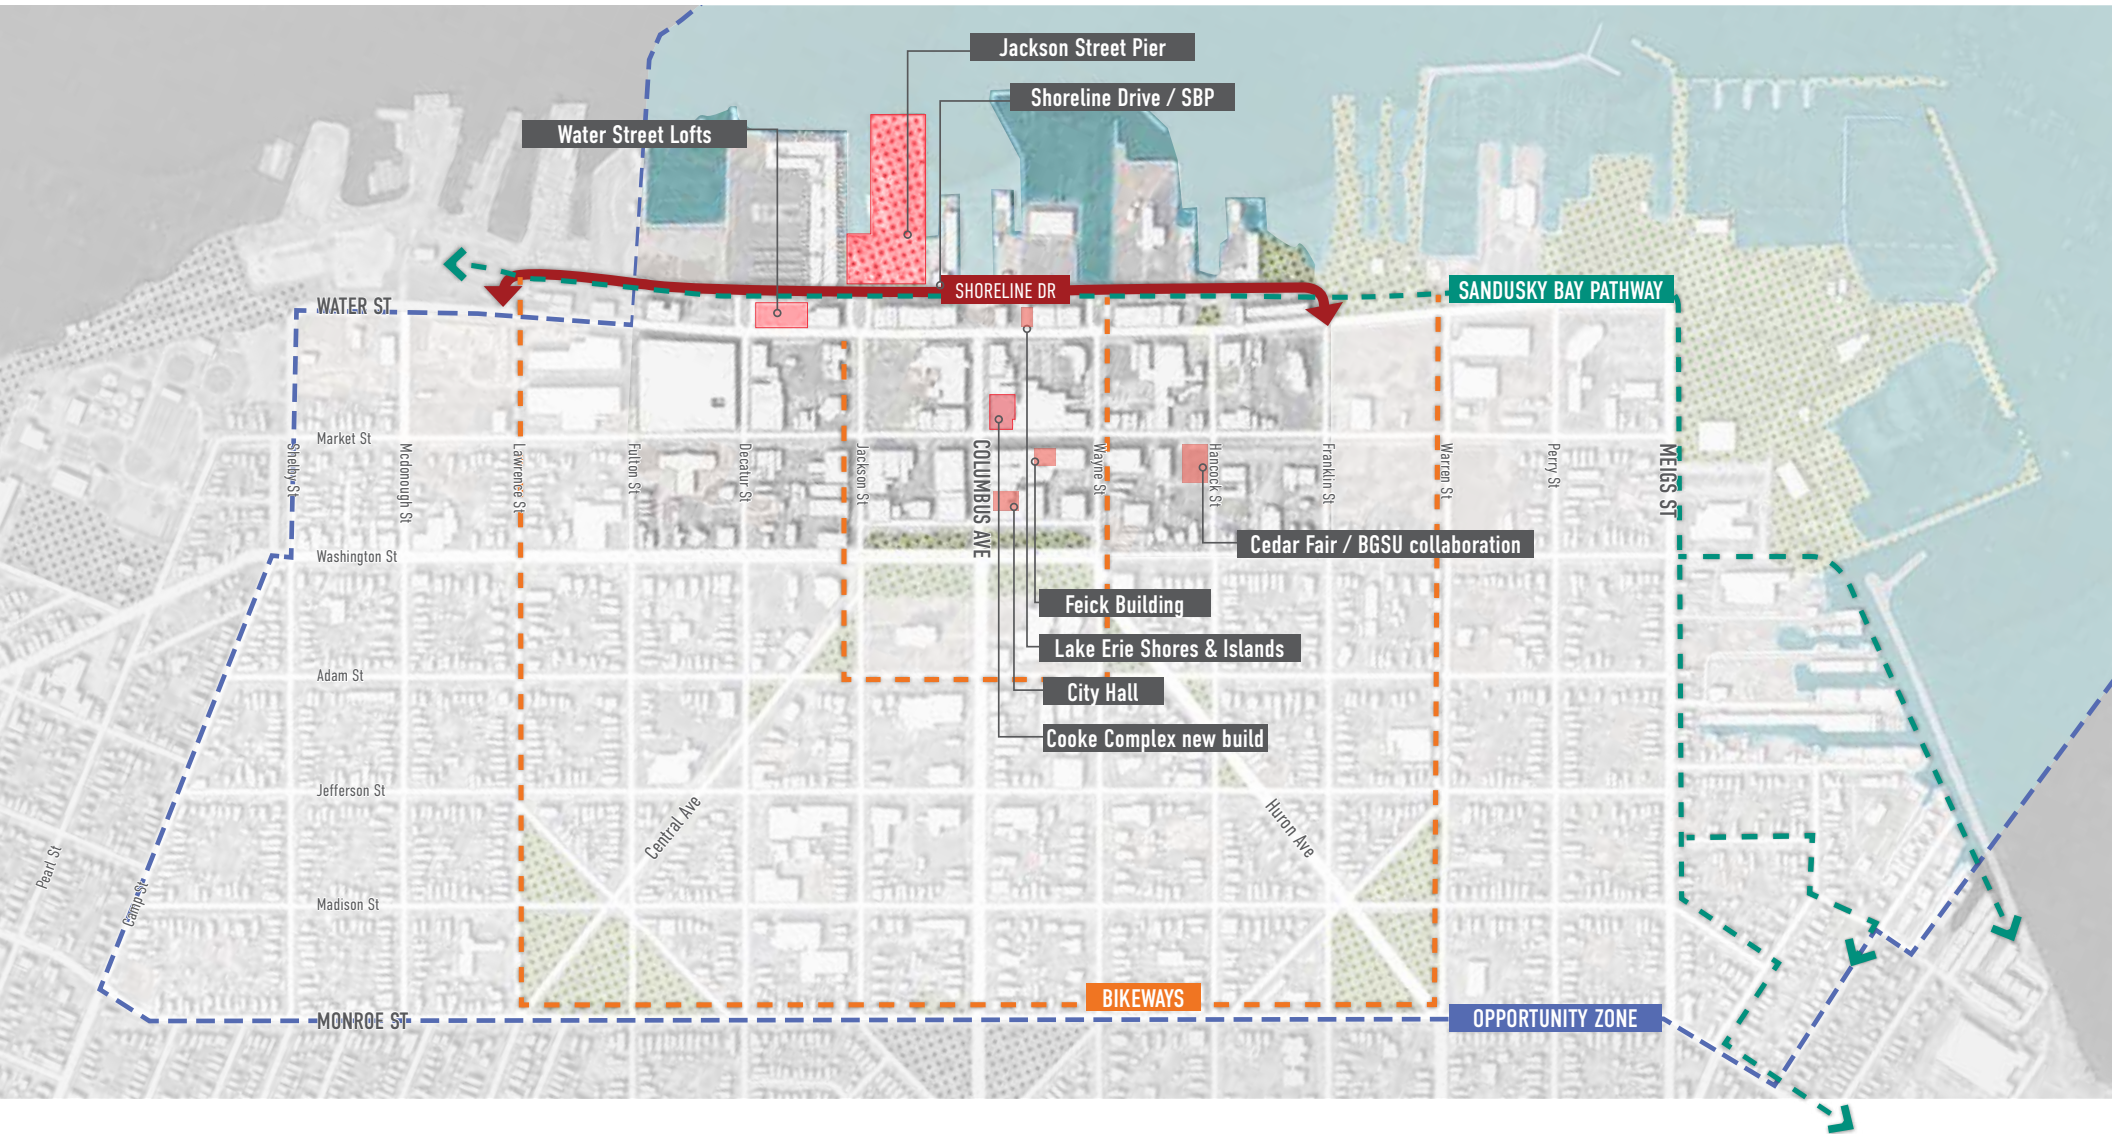 Jackson Street Pier
Shoreline Drive / SBP
Water Street Lofts
SHORELINE DR
SANDUSKY BAY PATHWAY
WATER ST
Market St
Shelby St
Mcdonough St
Lawrence St
Fulton St
Decatur St
Jackson St
COLUMBUS AVE
Wayne St
Hancock St
Franklin St
Warren St
Perry St
MEIGS ST
Cedar Fair / BGSU collaboration
Washington St
Feick Building
Lake Erie Shores & Islands
Adam St
City Hall
Cooke Complex new build
Jefferson St
Central Ave
Huron Ave
Pearl St
Camp St
Madison St
BIKEWAYS
MONROE ST
OPPORTUNITY ZONE